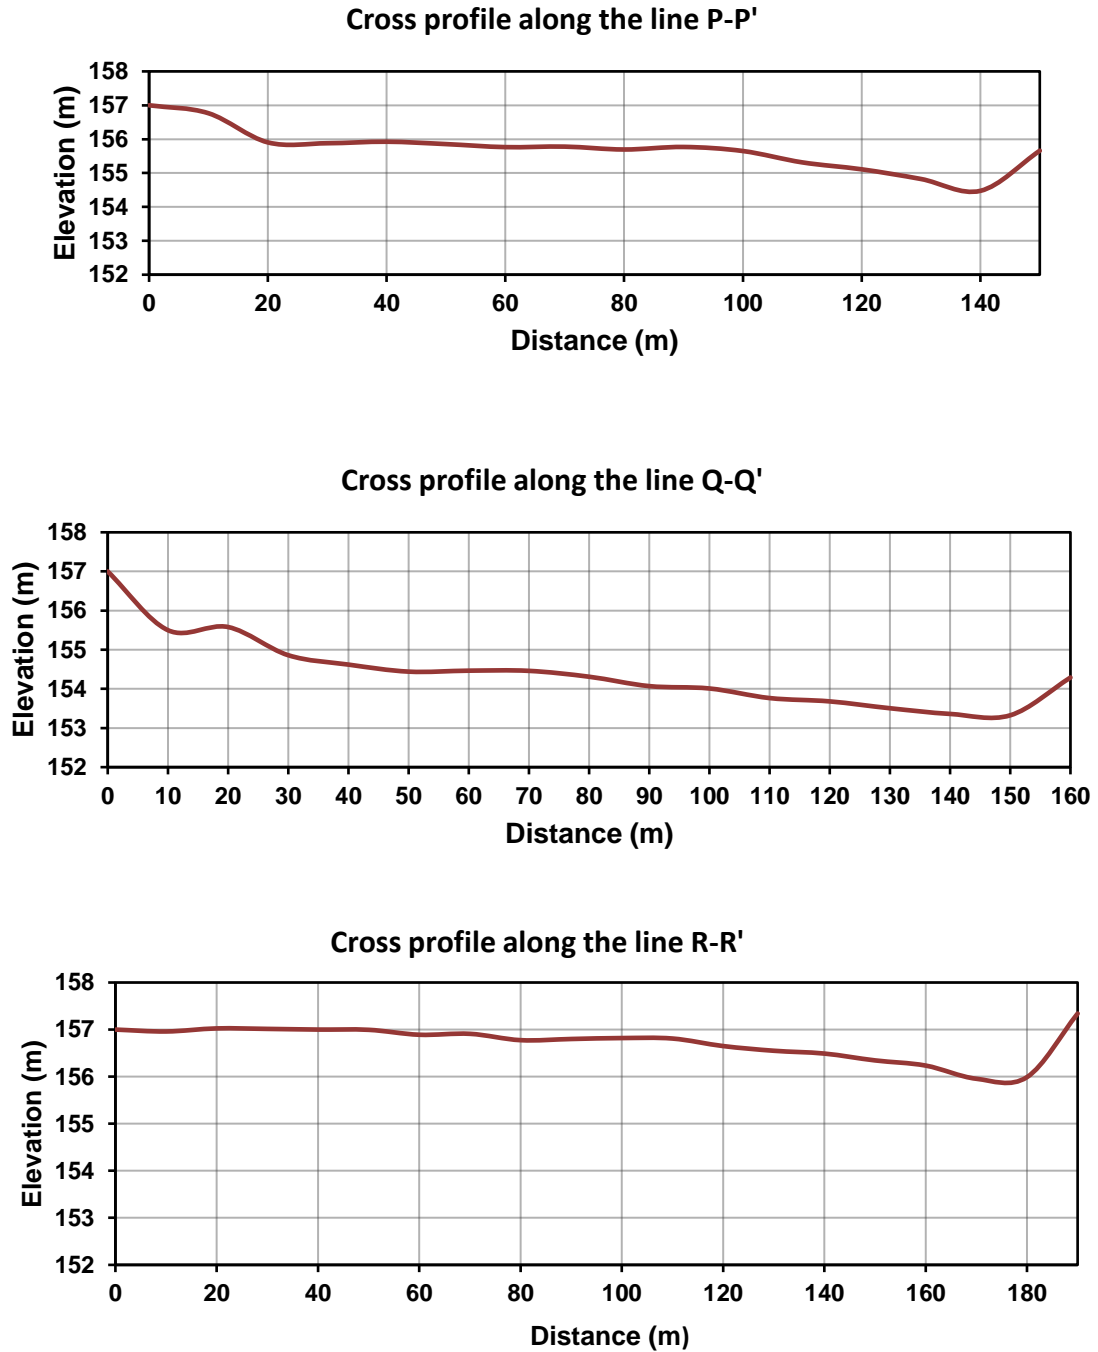 Cross profile along the line P-P'
158
157
156
155
154
153
152
Elevation (m)
0 20 40 60 80 100 120 140
Distance (m)
Cross profile along the line Q-Q'
158
157
156
155
154
153
152
Elevation (m)
0 10 20 30 40 50 60 70 80 90 100 110 120 130 140 150 160
Distance (m)
Cross profile along the line R-R'
158
157
156
155
154
153
152
Elevation (m)
0 20 40 60 80 100 120 140 160 180
Distance (m)